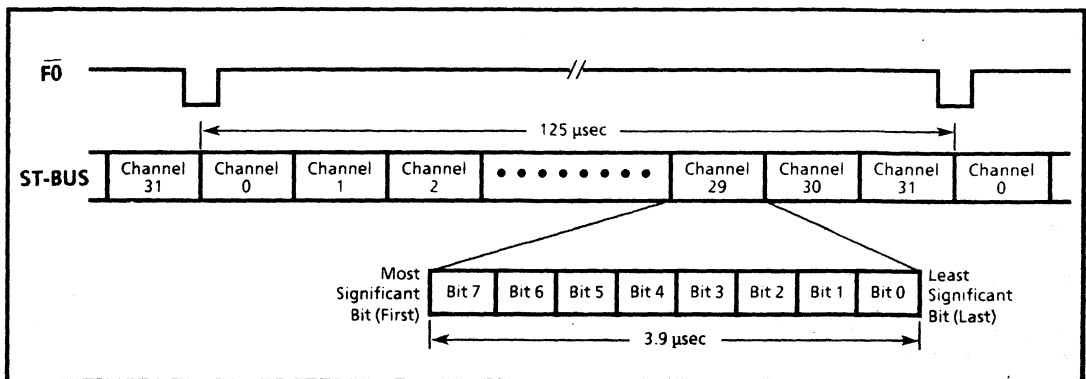 F0
125 µsec
ST-BUS
Channel 31
Channel 0
Channel 1
Channel 2
Channel 29
Channel 30
Channel 31
Channel 0
Most Significant Bit (First)
Bit 7
Bit 6
Bit 5
Bit 4
Bit 3
Bit 2
Bit 1
Bit 0
Least Significant Bit (Last)
3.9 µsec